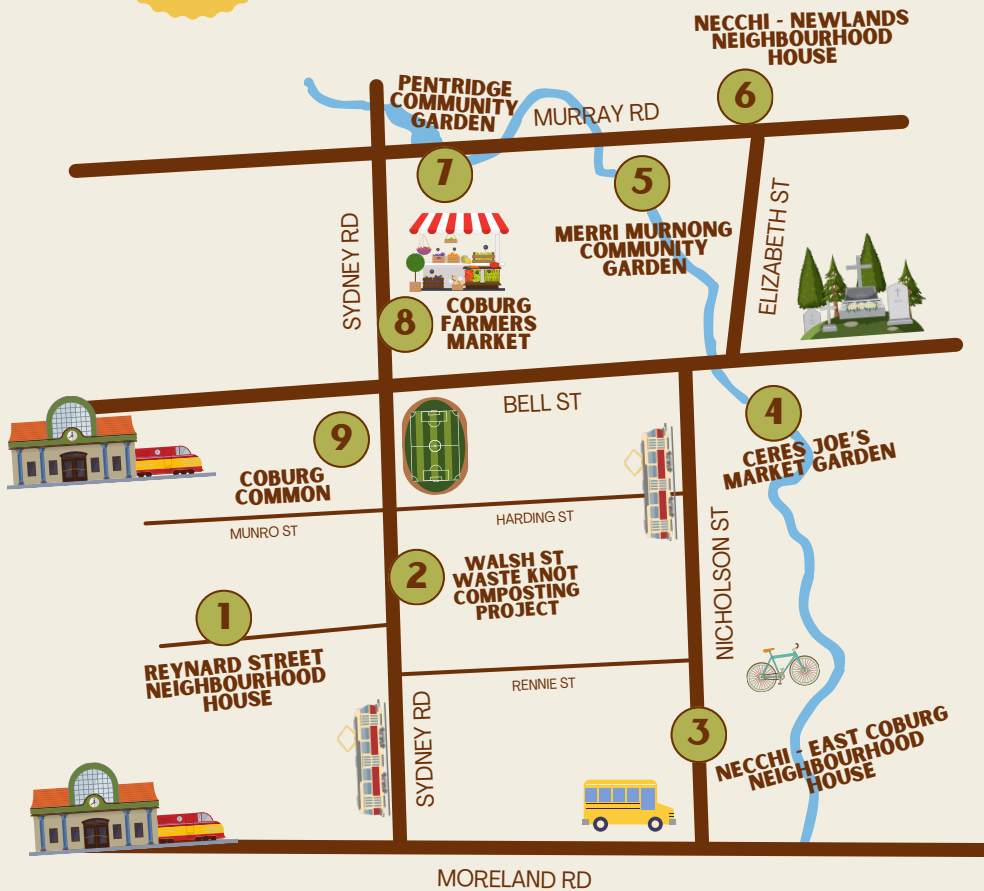 NECCHI - NEWLANDS
NEIGHBOURHOOD
HOUSE
6
PENTRIDGE
COMMUNITY
GARDEN
MURRAY RD
7
5
MERRI MURNONG
COMMUNITY
GARDEN
ELIZABETH ST
SYDNEY RD
8
COBURG
FARMERS
MARKET
BELL ST
9
COBURG
COMMON
4
CERES JOE'S
MARKET GARDEN
MUNRO ST
HARDING ST
NICHOLSON ST
2
WALSH ST
WASTE KNOT
COMPOSTING
PROJECT
1
REYNARD STREET
NEIGHBOURHOOD
HOUSE
RENNIE ST
SYDNEY RD
3
NECCHI - EAST COBURG
NEIGHBOURHOOD
HOUSE
MORELAND RD